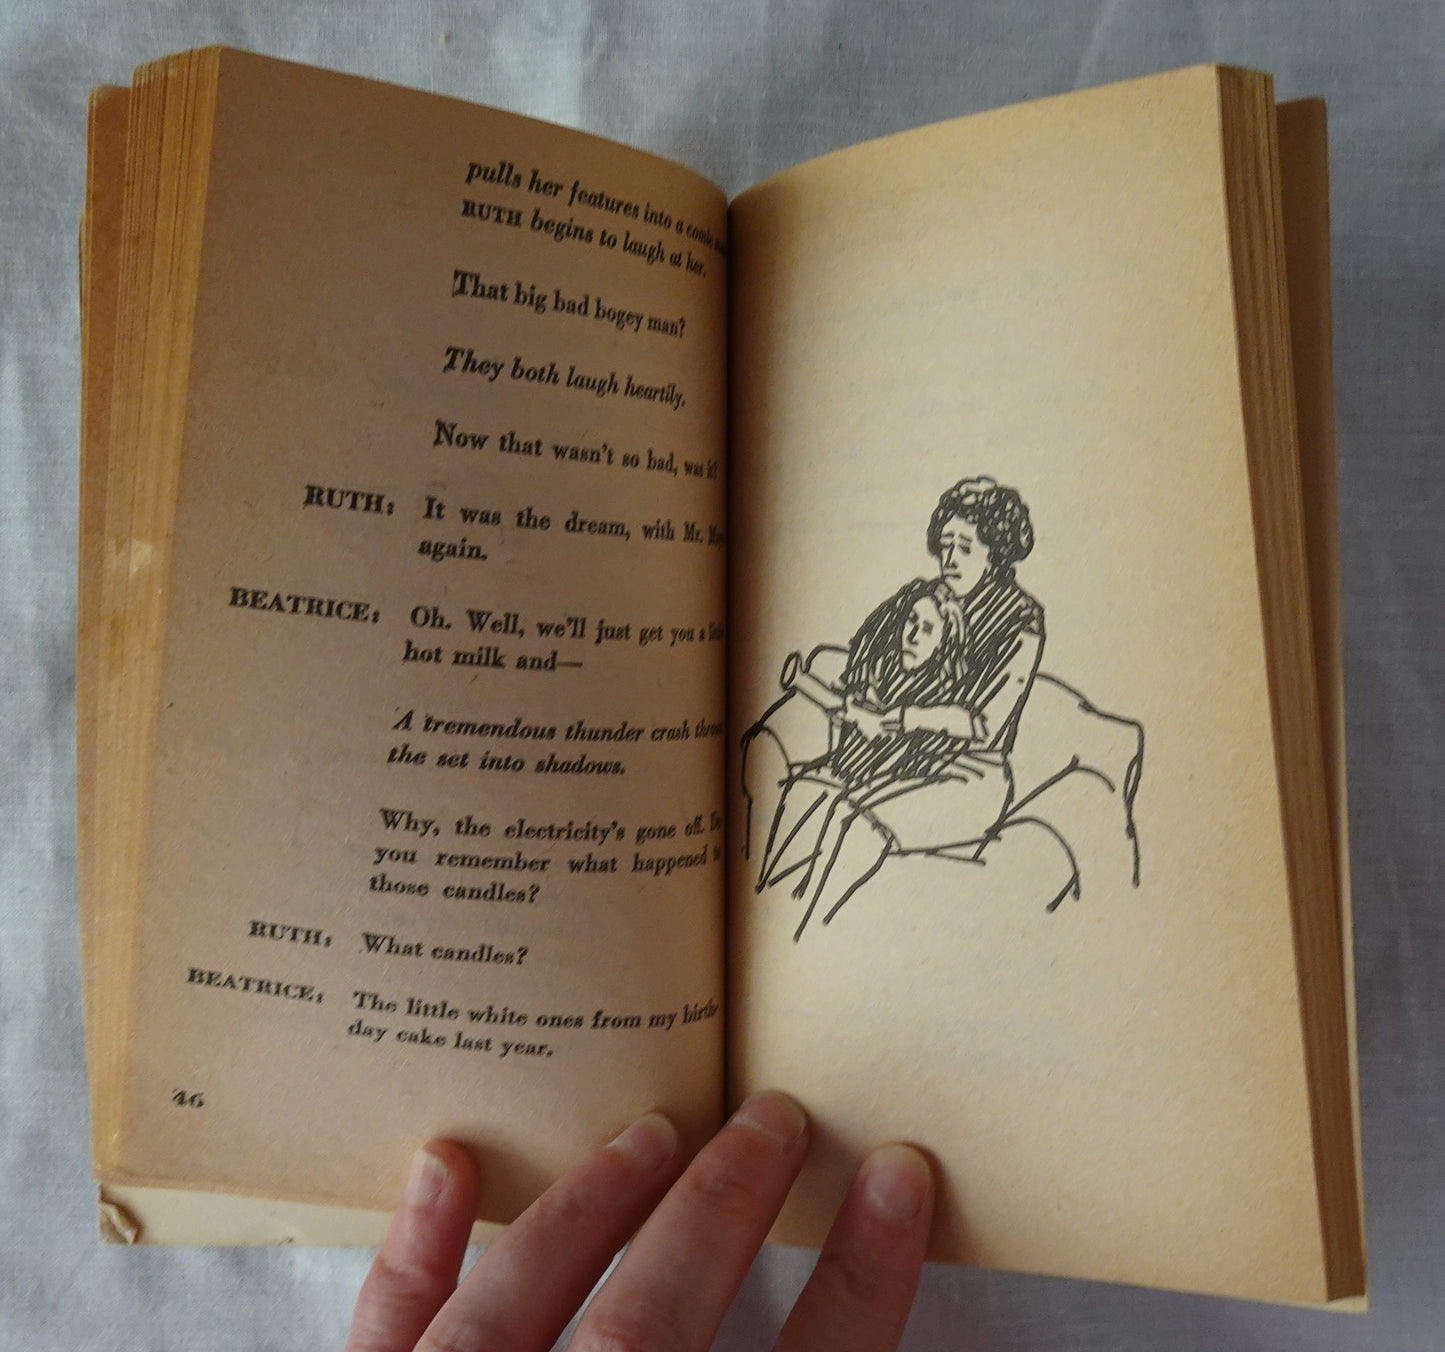 pulls her features into a comic
RUTH begins to laugh at her.
That big bad bogey man?
They both laugh heartily.
Now that wasn't so bad, was it?
RUTH: It was the dream, with Mr.
again.
BEATRICE: Oh. Well, we'll just get you a
hot milk and—
A tremendous thunder crash
the set into shadows.
Why, the electricity's gone off.
you remember what happened
those candles?
RUTH: What candles?
BEATRICE: The little white ones from my birth-
day cake last year.
46